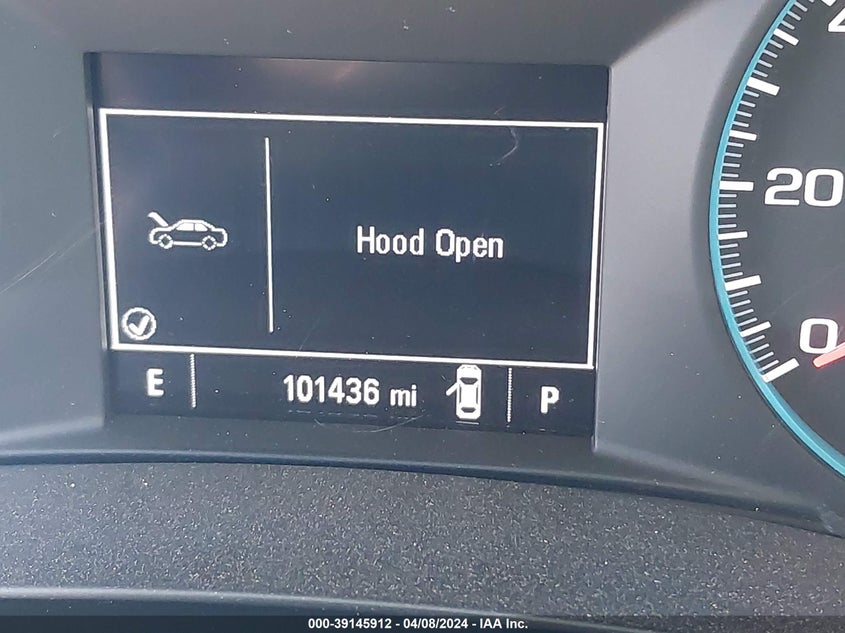 Hood Open
E 101436 mi P
20
0
000-39145912 - 04/08/2024 - IAA Inc.